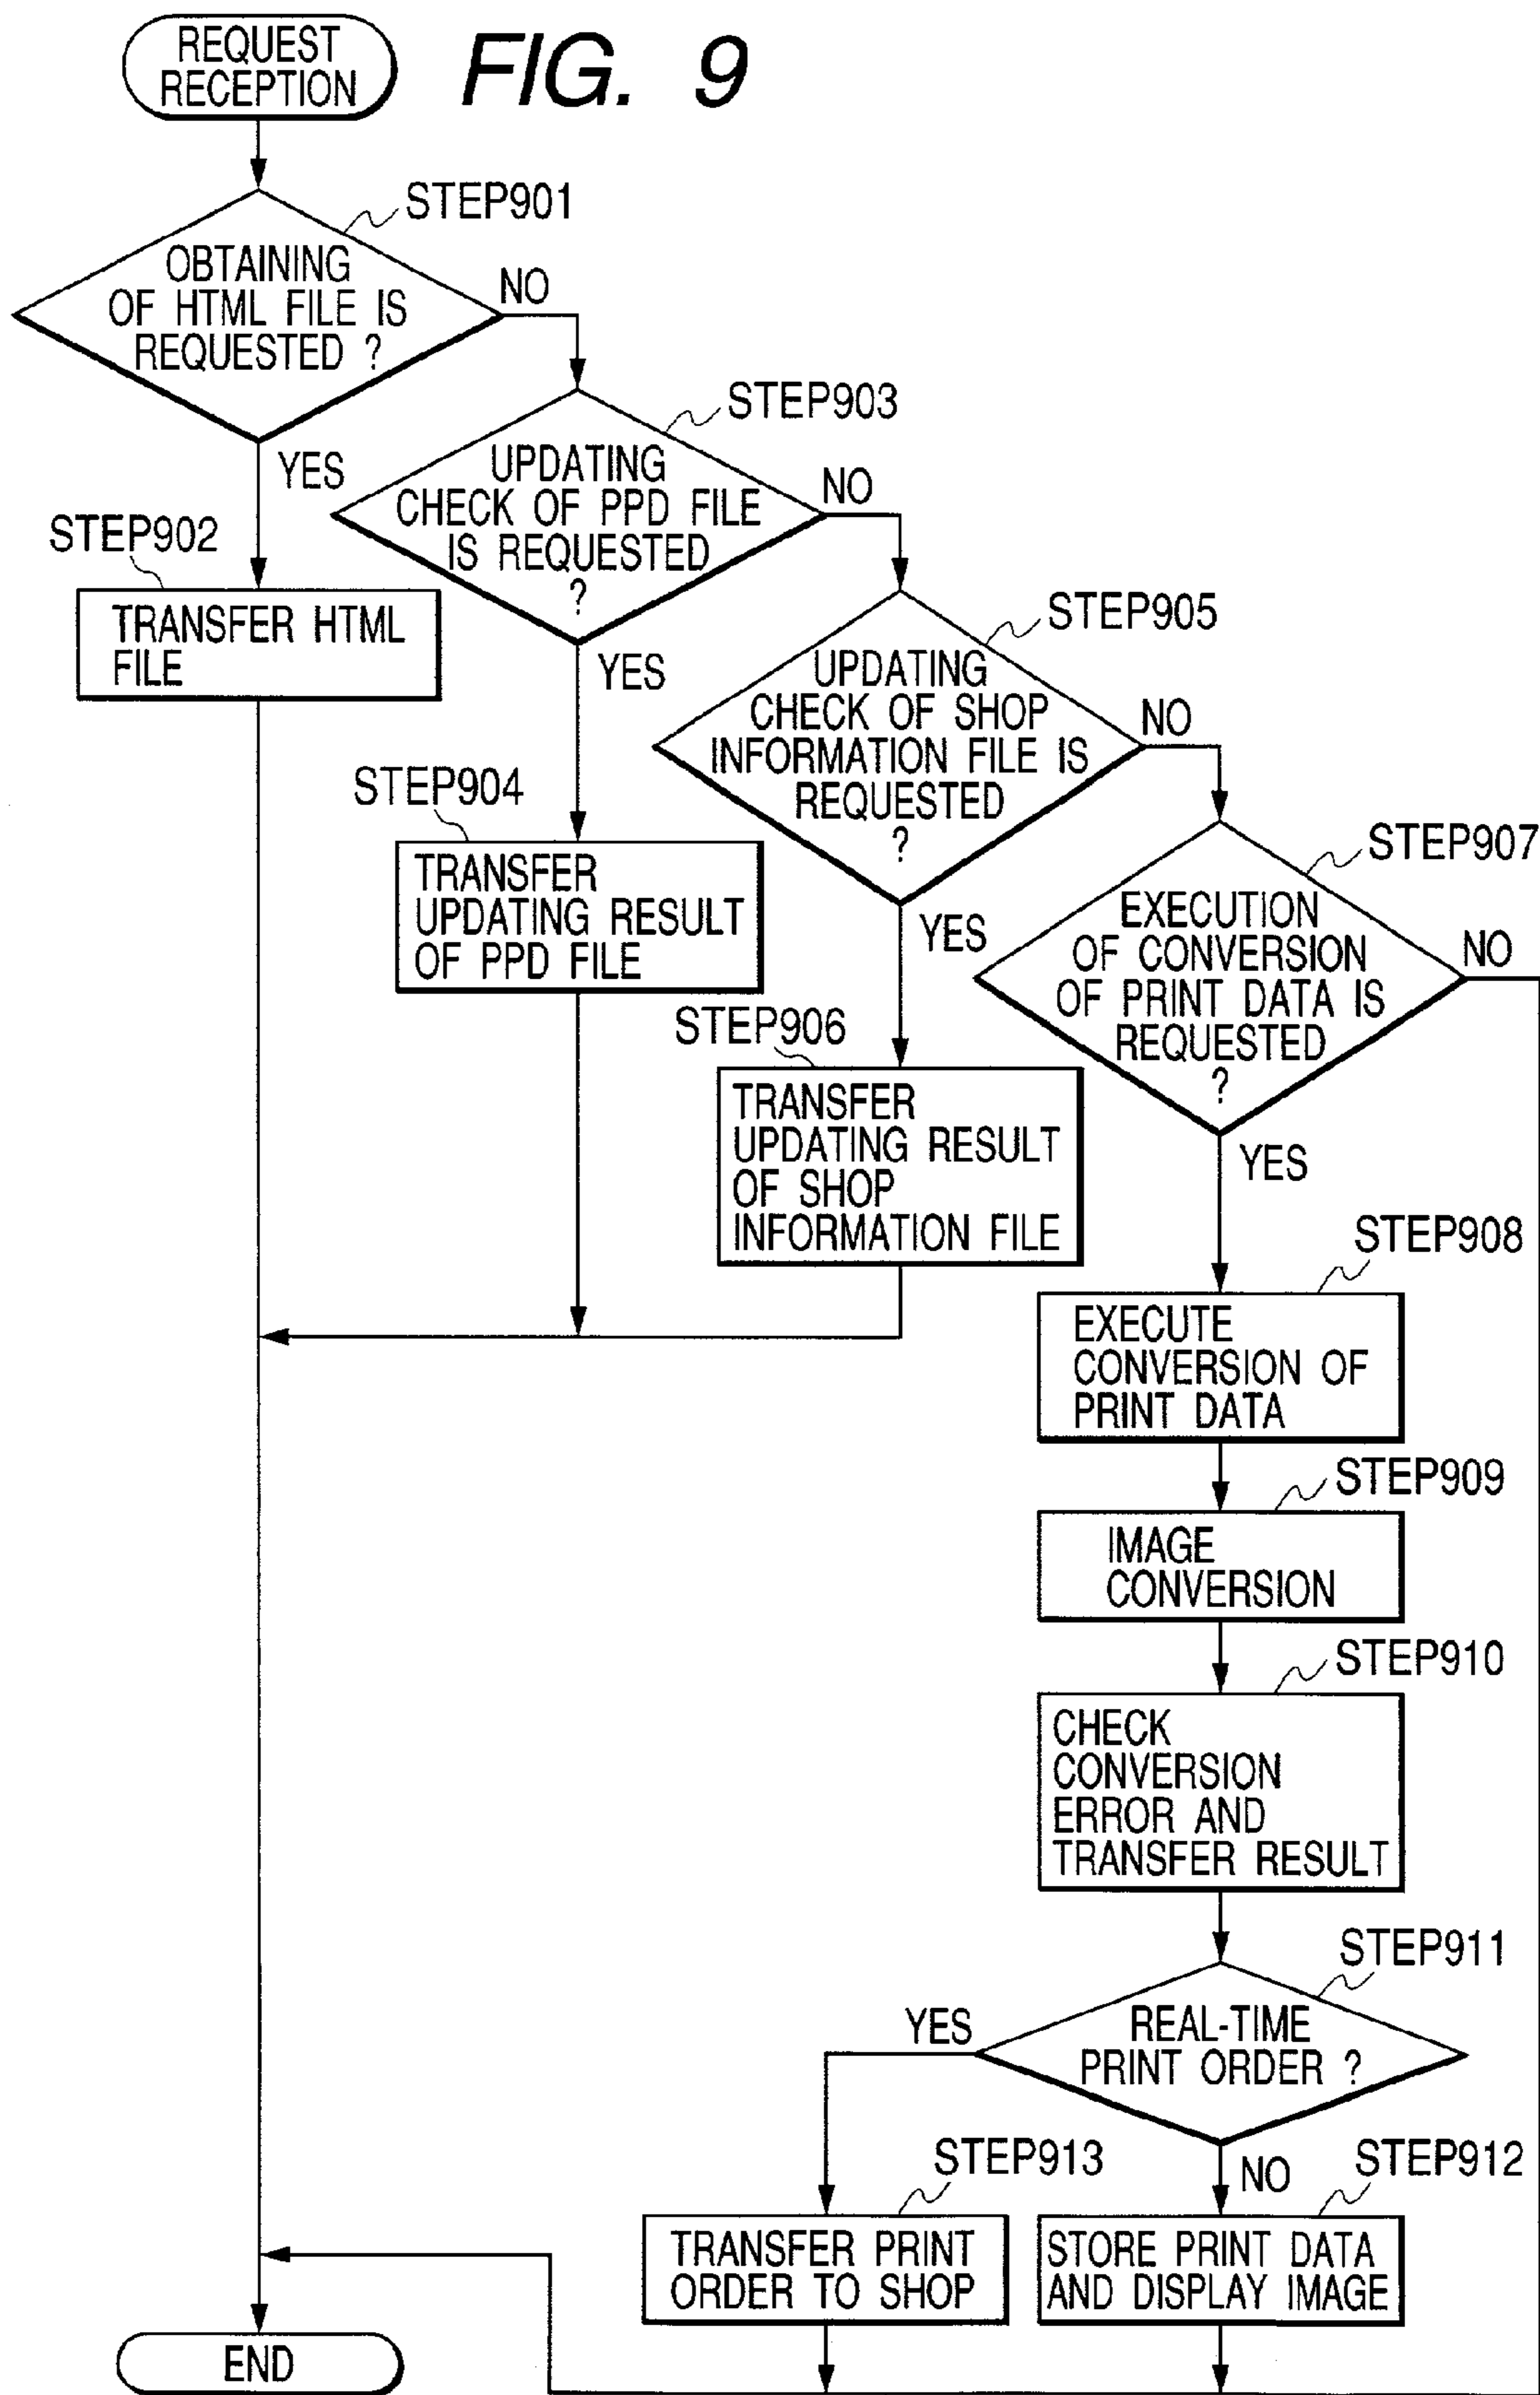 REQUEST
RECEPTION
FIG. 9
STEP901
OBTAINING
OF HTML FILE IS
REQUESTED ?
NO
YES
STEP902
TRANSFER HTML
FILE
STEP903
UPDATING
CHECK OF PPD FILE
IS REQUESTED
?
NO
YES
STEP904
TRANSFER
UPDATING RESULT
OF PPD FILE
STEP905
UPDATING
CHECK OF SHOP
INFORMATION FILE IS
REQUESTED
?
NO
YES
STEP906
TRANSFER
UPDATING RESULT
OF SHOP
INFORMATION FILE
STEP907
EXECUTION
OF CONVERSION
OF PRINT DATA IS
REQUESTED
?
NO
YES
STEP908
EXECUTE
CONVERSION OF
PRINT DATA
STEP909
IMAGE
CONVERSION
STEP910
CHECK
CONVERSION
ERROR AND
TRANSFER RESULT
STEP911
REAL-TIME
PRINT ORDER ?
YES
NO
STEP913
TRANSFER PRINT
ORDER TO SHOP
STEP912
STORE PRINT DATA
AND DISPLAY IMAGE
END